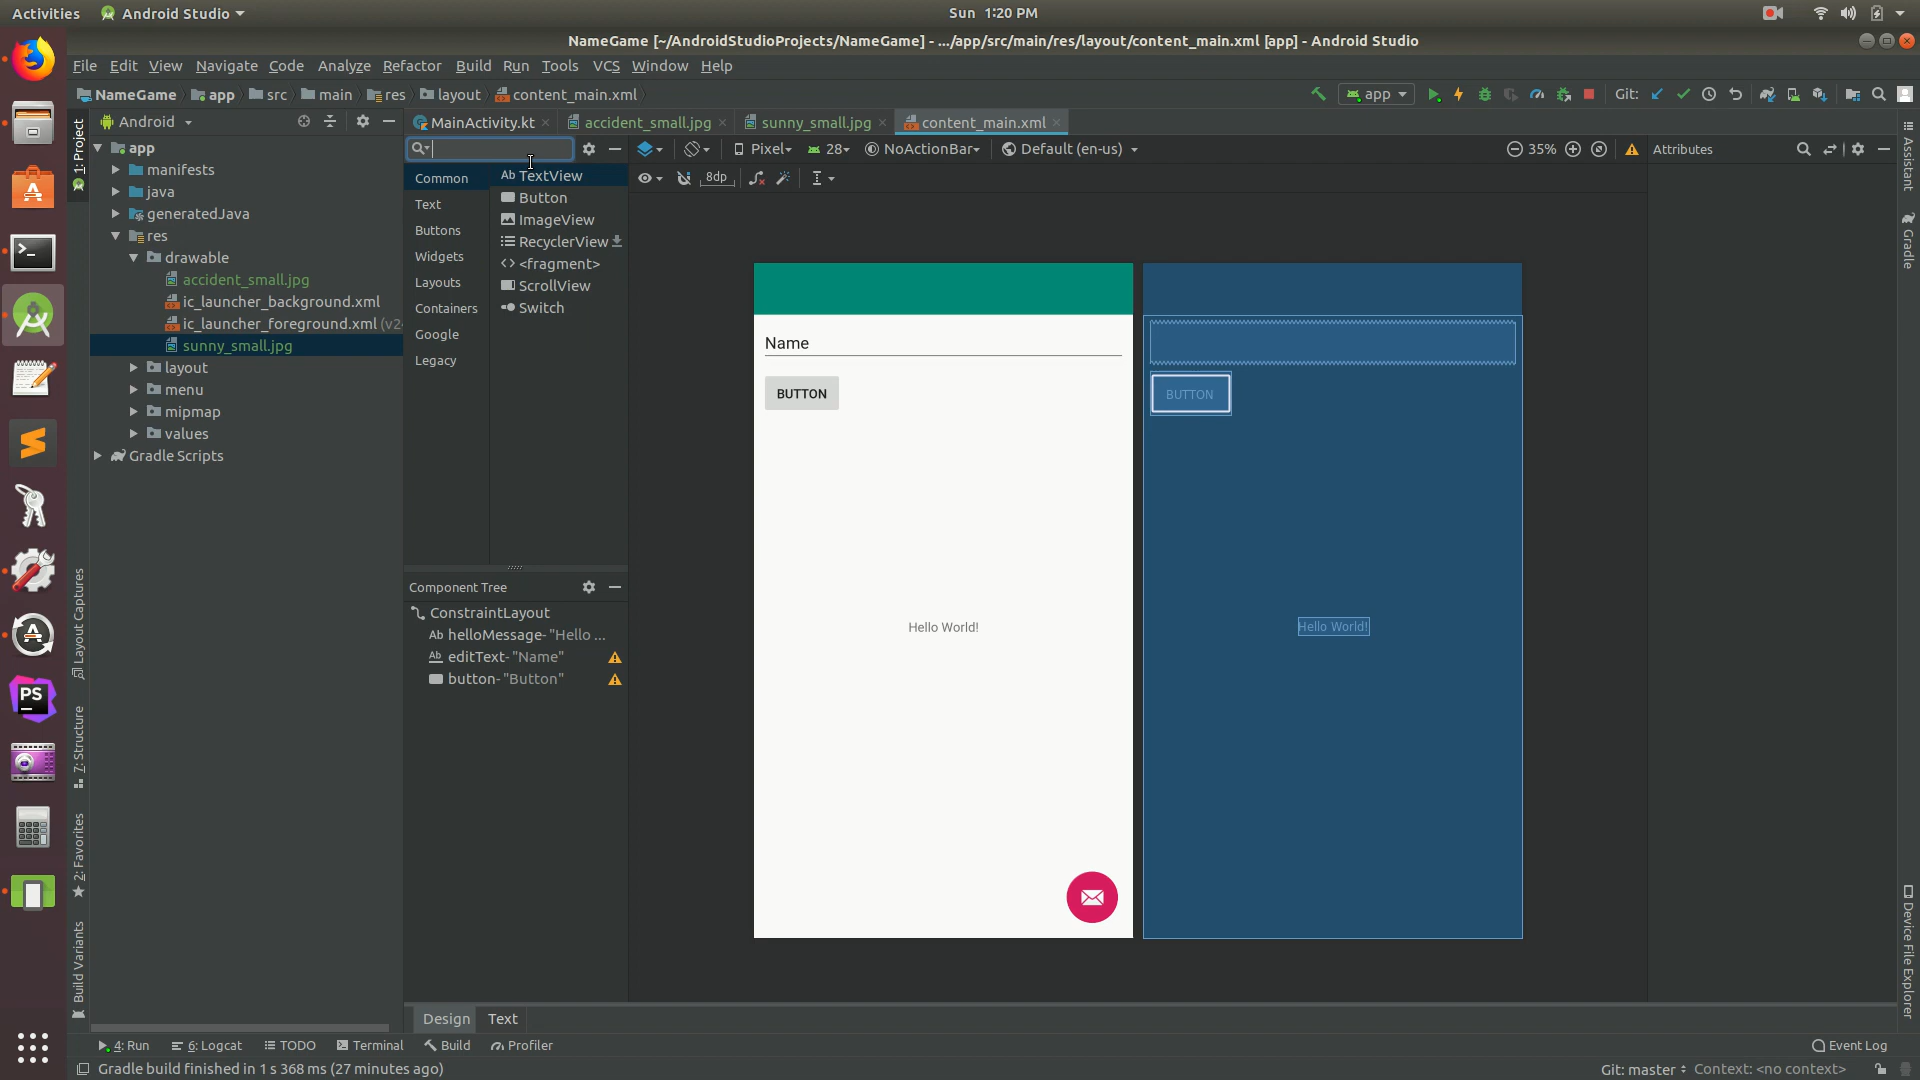 Activities Android Studio Sun 1:20 PM
NameGame [~/AndroidStudioProjects/NameGame] - .../app/src/main/res/layout/content_main.xml [app] - Android Studio
File Edit View Navigate Code Analyze Refactor Build Run Tools VCS Window Help
NameGame app src main res layout content_main.xml app Git:
1: Project
Android
app
manifests
java
generatedJava
res
drawable
accident_small.jpg
ic_launcher_background.xml
ic_launcher_foreground.xml (v2
sunny_small.jpg
layout
menu
mipmap
values
Gradle Scripts
Layout Captures
7: Structure
2: Favorites
Build Variants
MainActivity.kt accident_small.jpg sunny_small.jpg content_main.xml
Common
Text
Buttons
Widgets
Layouts
Containers
Google
Legacy
Ab TextView
Button
ImageView
RecyclerView
<fragment>
ScrollView
Switch
Component Tree
ConstraintLayout
Ab helloMessage- "Hello ...
Ab editText- "Name"
button- "Button"
Pixel 28 NoActionBar Default (en-us) 35%
8dp
Name
BUTTON
Hello World!
BUTTON
Hello World!
Attributes
Assistant
Gradle
Device File Explorer
PS
Design Text
4: Run 6: Logcat TODO Terminal Build Profiler Event Log
Gradle build finished in 1 s 368 ms (27 minutes ago) Git: master Context: <no context>